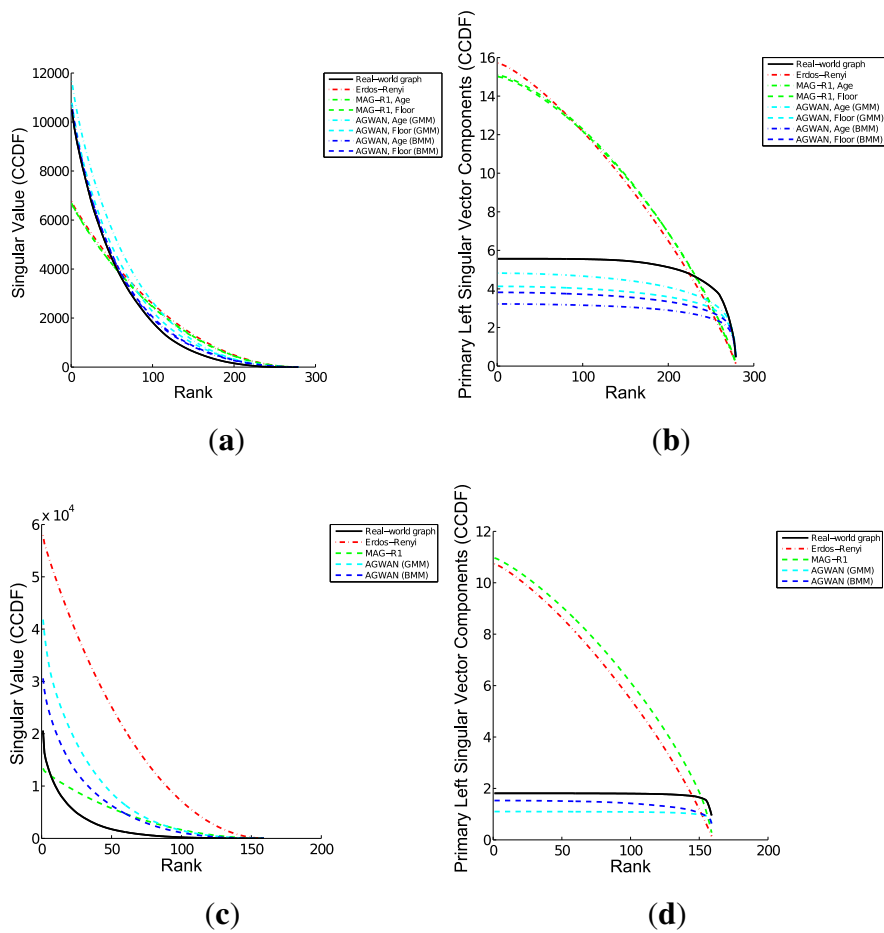 Singular Value (CCDF)
12000
10000
8000
6000
4000
2000
0
0 100 200 300
Rank
Real-world graph
Erdos-Renyi
MAG-R1, Age
MAG-R1, Floor
AGWAN, Age (GMM)
AGWAN, Floor (GMM)
AGWAN, Age (BMM)
AGWAN, Floor (BMM)
(a)
Primary Left Singular Vector Components (CCDF)
16
14
12
10
8
6
4
2
0
0 100 200 300
Rank
Real-world graph
Erdos-Renyi
MAG-R1, Age
MAG-R1, Floor
AGWAN, Age (GMM)
AGWAN, Floor (GMM)
AGWAN, Age (BMM)
AGWAN, Floor (BMM)
(b)
Singular Value (CCDF)
x 10^4
6
5
4
3
2
1
0
0 50 100 150 200
Rank
Real-world graph
Erdos-Renyi
MAG-R1
AGWAN (GMM)
AGWAN (BMM)
(c)
Primary Left Singular Vector Components (CCDF)
12
10
8
6
4
2
0
0 50 100 150 200
Rank
Real-world graph
Erdos-Renyi
MAG-R1
AGWAN (GMM)
AGWAN (BMM)
(d)